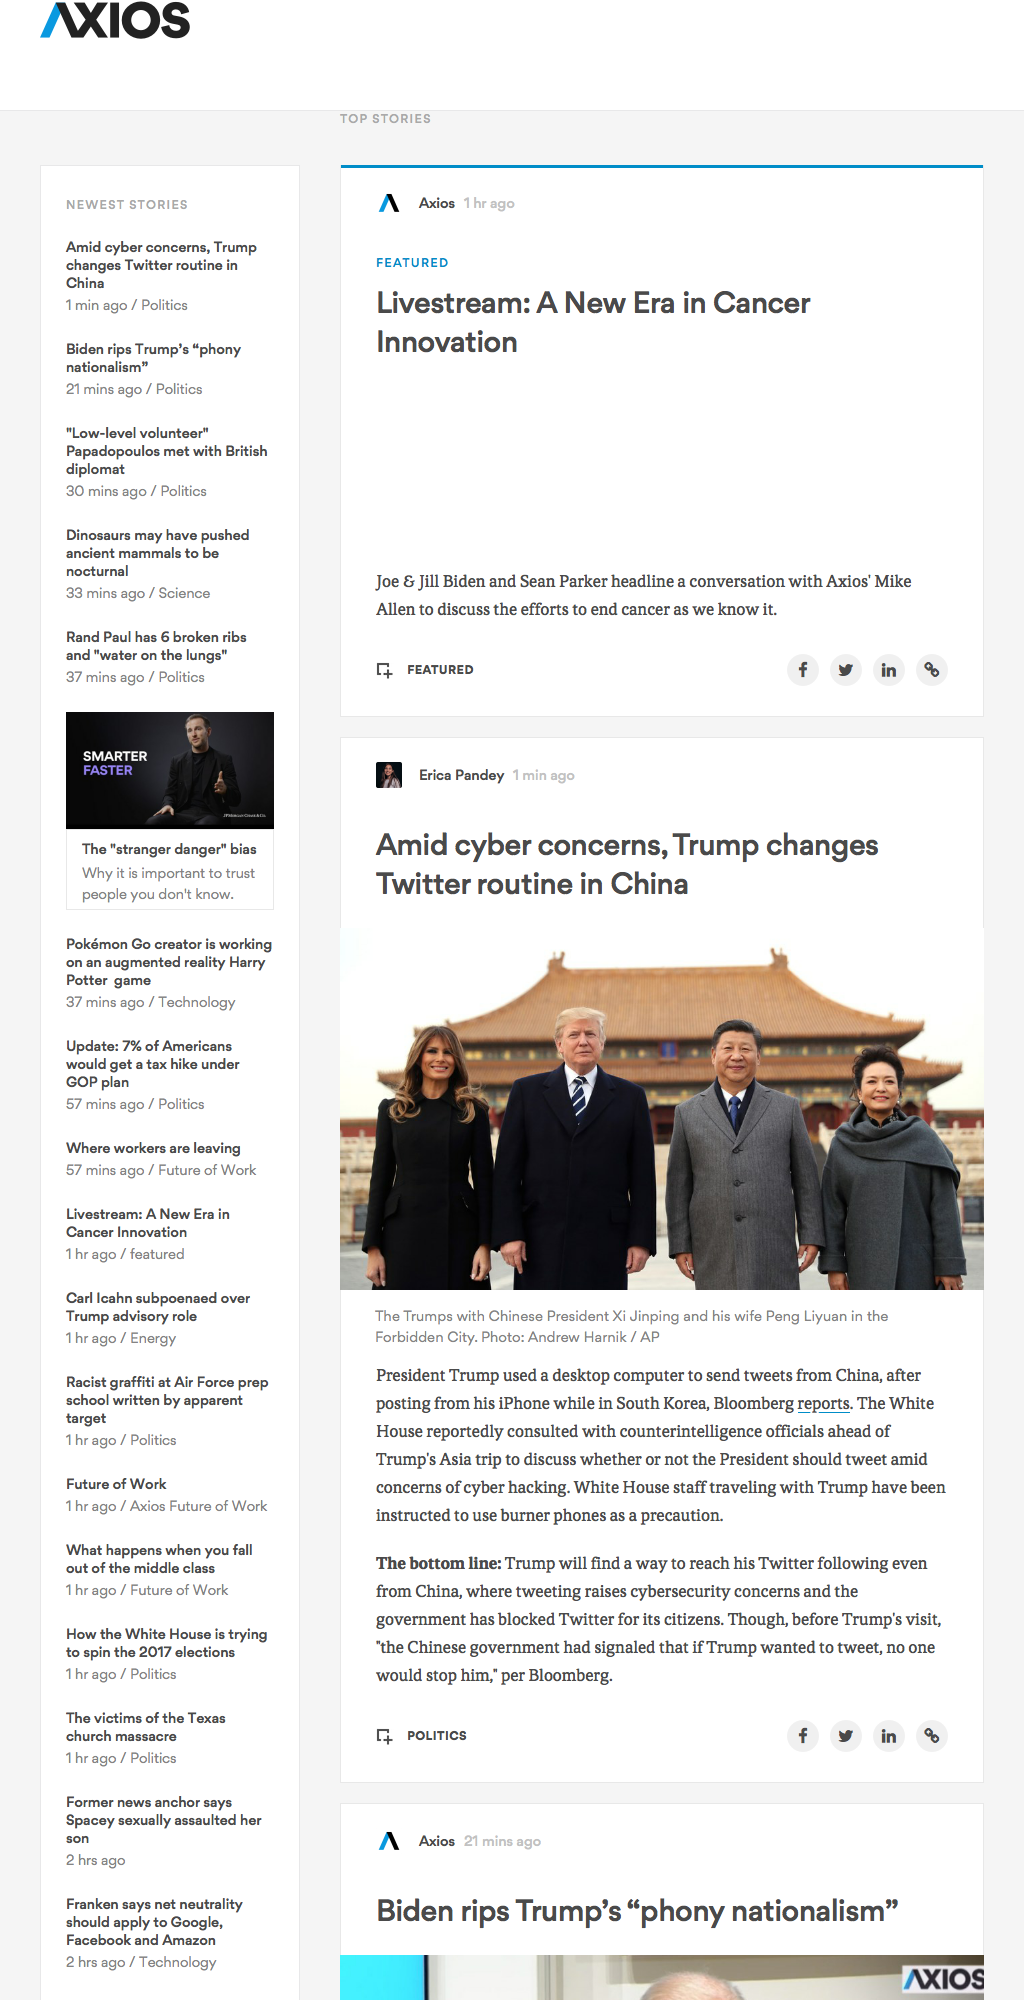 AXIOS
TOP STORIES
NEWEST STORIES
Amid cyber concerns, Trump
changes Twitter routine in
China
1 min ago / Politics
Biden rips Trump’s “phony
nationalism”
21 mins ago / Politics
"Low-level volunteer"
Papadopoulos met with British
diplomat
30 mins ago / Politics
Dinosaurs may have pushed
ancient mammals to be
nocturnal
33 mins ago / Science
Rand Paul has 6 broken ribs
and "water on the lungs"
37 mins ago / Politics
SMARTER
FASTER
JPMorgan Chase & Co.
The "stranger danger" bias
Why it is important to trust
people you don't know.
Pokémon Go creator is working
on an augmented reality Harry
Potter game
37 mins ago / Technology
Update: 7% of Americans
would get a tax hike under
GOP plan
57 mins ago / Politics
Where workers are leaving
57 mins ago / Future of Work
Livestream: A New Era in
Cancer Innovation
1 hr ago / featured
Carl Icahn subpoenaed over
Trump advisory role
1 hr ago / Energy
Racist graffiti at Air Force prep
school written by apparent
target
1 hr ago / Politics
Future of Work
1 hr ago / Axios Future of Work
What happens when you fall
out of the middle class
1 hr ago / Future of Work
How the White House is trying
to spin the 2017 elections
1 hr ago / Politics
The victims of the Texas
church massacre
1 hr ago / Politics
Former news anchor says
Spacey sexually assaulted her
son
2 hrs ago
Franken says net neutrality
should apply to Google,
Facebook and Amazon
2 hrs ago / Technology
Axios 1 hr ago
FEATURED
Livestream: A New Era in Cancer
Innovation
Joe & Jill Biden and Sean Parker headline a conversation with Axios' Mike
Allen to discuss the efforts to end cancer as we know it.
FEATURED
Erica Pandey 1 min ago
Amid cyber concerns, Trump changes
Twitter routine in China
The Trumps with Chinese President Xi Jinping and his wife Peng Liyuan in the
Forbidden City. Photo: Andrew Harnik / AP
President Trump used a desktop computer to send tweets from China, after
posting from his iPhone while in South Korea, Bloomberg reports. The White
House reportedly consulted with counterintelligence officials ahead of
Trump's Asia trip to discuss whether or not the President should tweet amid
concerns of cyber hacking. White House staff traveling with Trump have been
instructed to use burner phones as a precaution.
The bottom line: Trump will find a way to reach his Twitter following even
from China, where tweeting raises cybersecurity concerns and the
government has blocked Twitter for its citizens. Though, before Trump's visit,
"the Chinese government had signaled that if Trump wanted to tweet, no one
would stop him," per Bloomberg.
POLITICS
Axios 21 mins ago
Biden rips Trump’s “phony nationalism”
AXIOS